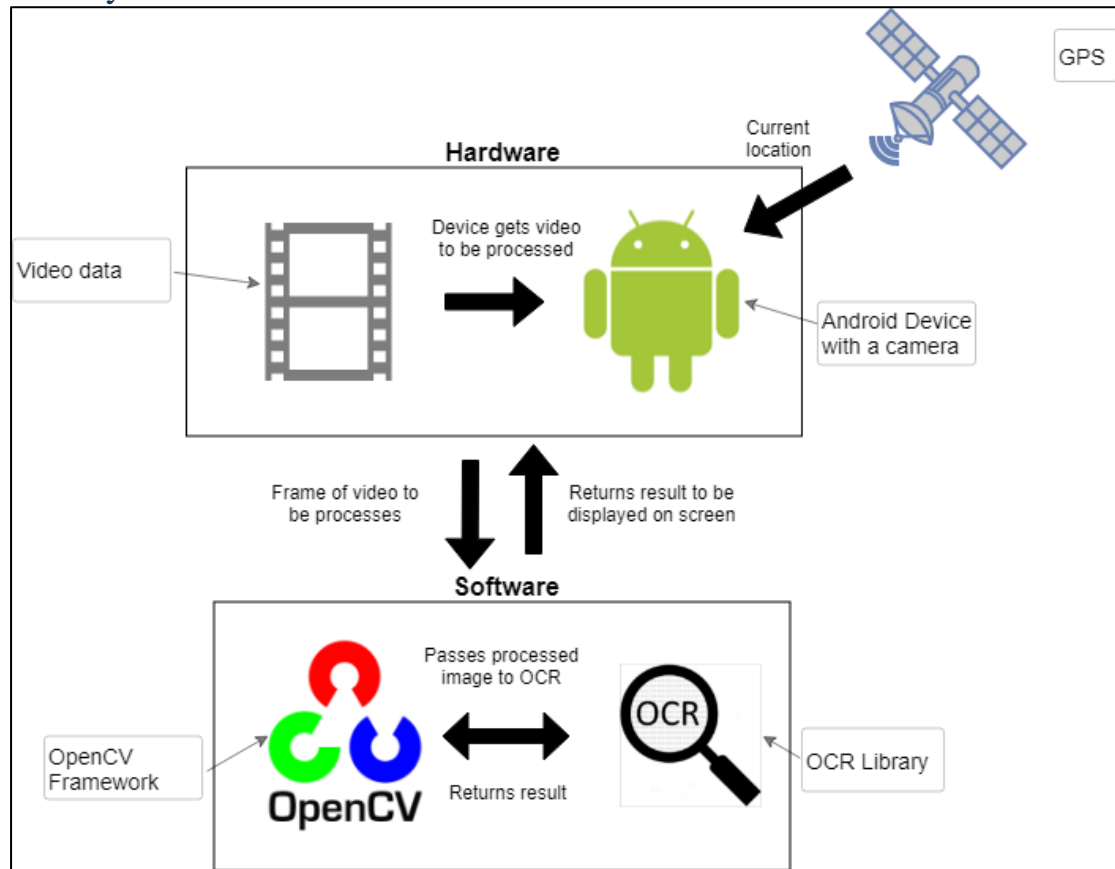 GPS
Current
location
Hardware
Device gets video
to be processed
Video data
Android Device
with a camera
Frame of video to
be processes
Returns result to be
displayed on screen
Software
Passes processed
image to OCR
OCR
OpenCV
Framework
OpenCV
Returns result
OCR Library